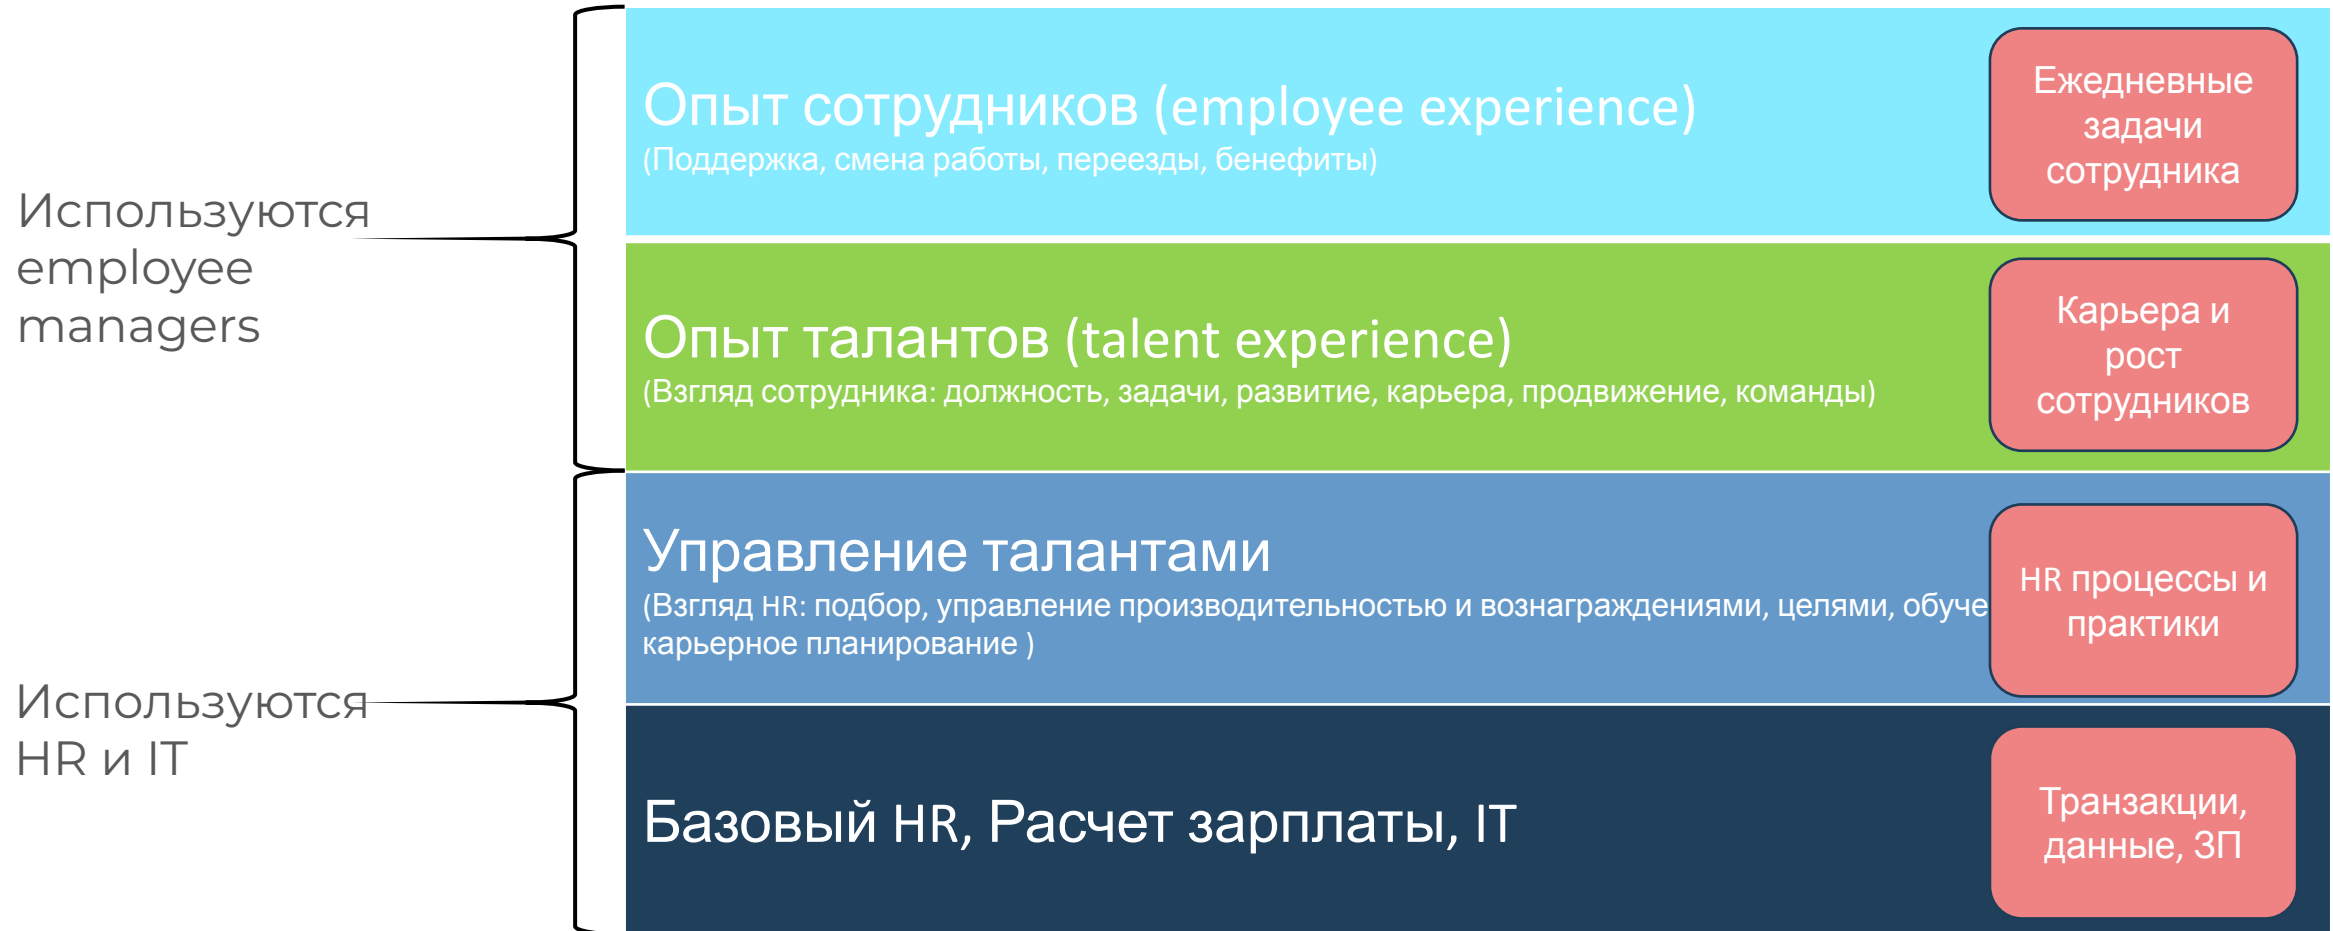 Опыт сотрудников (employee experience)
(Поддержка, смена работы, переезды, бенефиты)
Ежедневные
задачи
сотрудника
Используются
employee
managers
Опыт талантов (talent experience)
(Взгляд сотрудника: должность, задачи, развитие, карьера, продвижение, команды)
Карьера и
рост
сотрудников
Управление талантами
(Взгляд HR: подбор, управление производительностью и вознаграждениями, целями, обуче
карьерное планирование )
HR процессы и
практики
Используются
HR и IT
Базовый HR, Расчет зарплаты, IT
Транзакции,
данные, ЗП